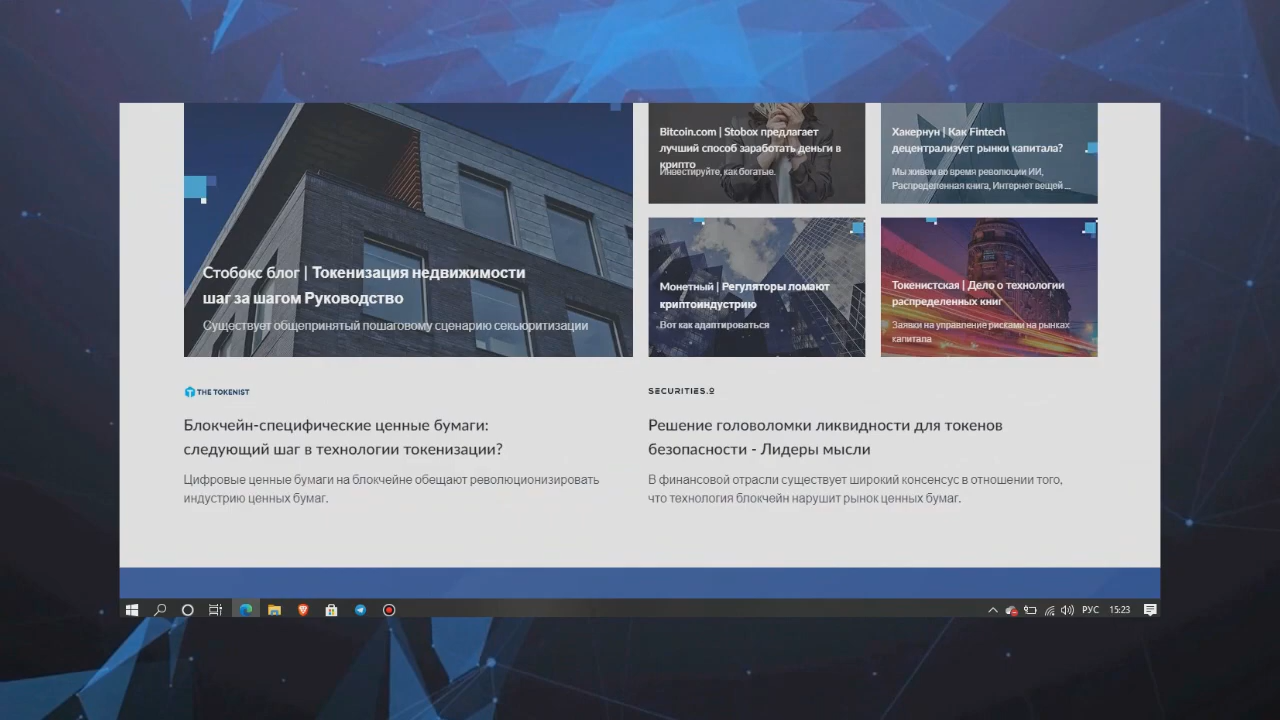 Bitcoin.com | Stobox предлагает
лучший способ заработать деньги в
крипто
Инвестируйте, как богатые.
Хакернун | Как Fintech
децентрализует рынки капитала?
Мы живем во время революции ИИ,
Распределенная книга, Интернет вещей ...
Стобокс блог | Токенизация недвижимости
шаг за шагом Руководство
Существует общепринятый пошаговому сценарию секьюритизации
Монетный | Регуляторы ломают
криптоиндустрию
Вот как адаптироваться
Токенистская | Дело о технологии
распределенных книг
Заявки на управление рисками на рынках
капитала
THE TOKENIST
Блокчейн-специфические ценные бумаги:
следующий шаг в технологии токенизации?
Цифровые ценные бумаги на блокчейне обещают революционизировать
индустрию ценных бумаг.
SECURITIES.IO
Решение головоломки ликвидности для токенов
безопасности - Лидеры мысли
В финансовой отрасли существует широкий консенсус в отношении того,
что технология блокчейн нарушит рынок ценных бумаг.
РУС
15:23